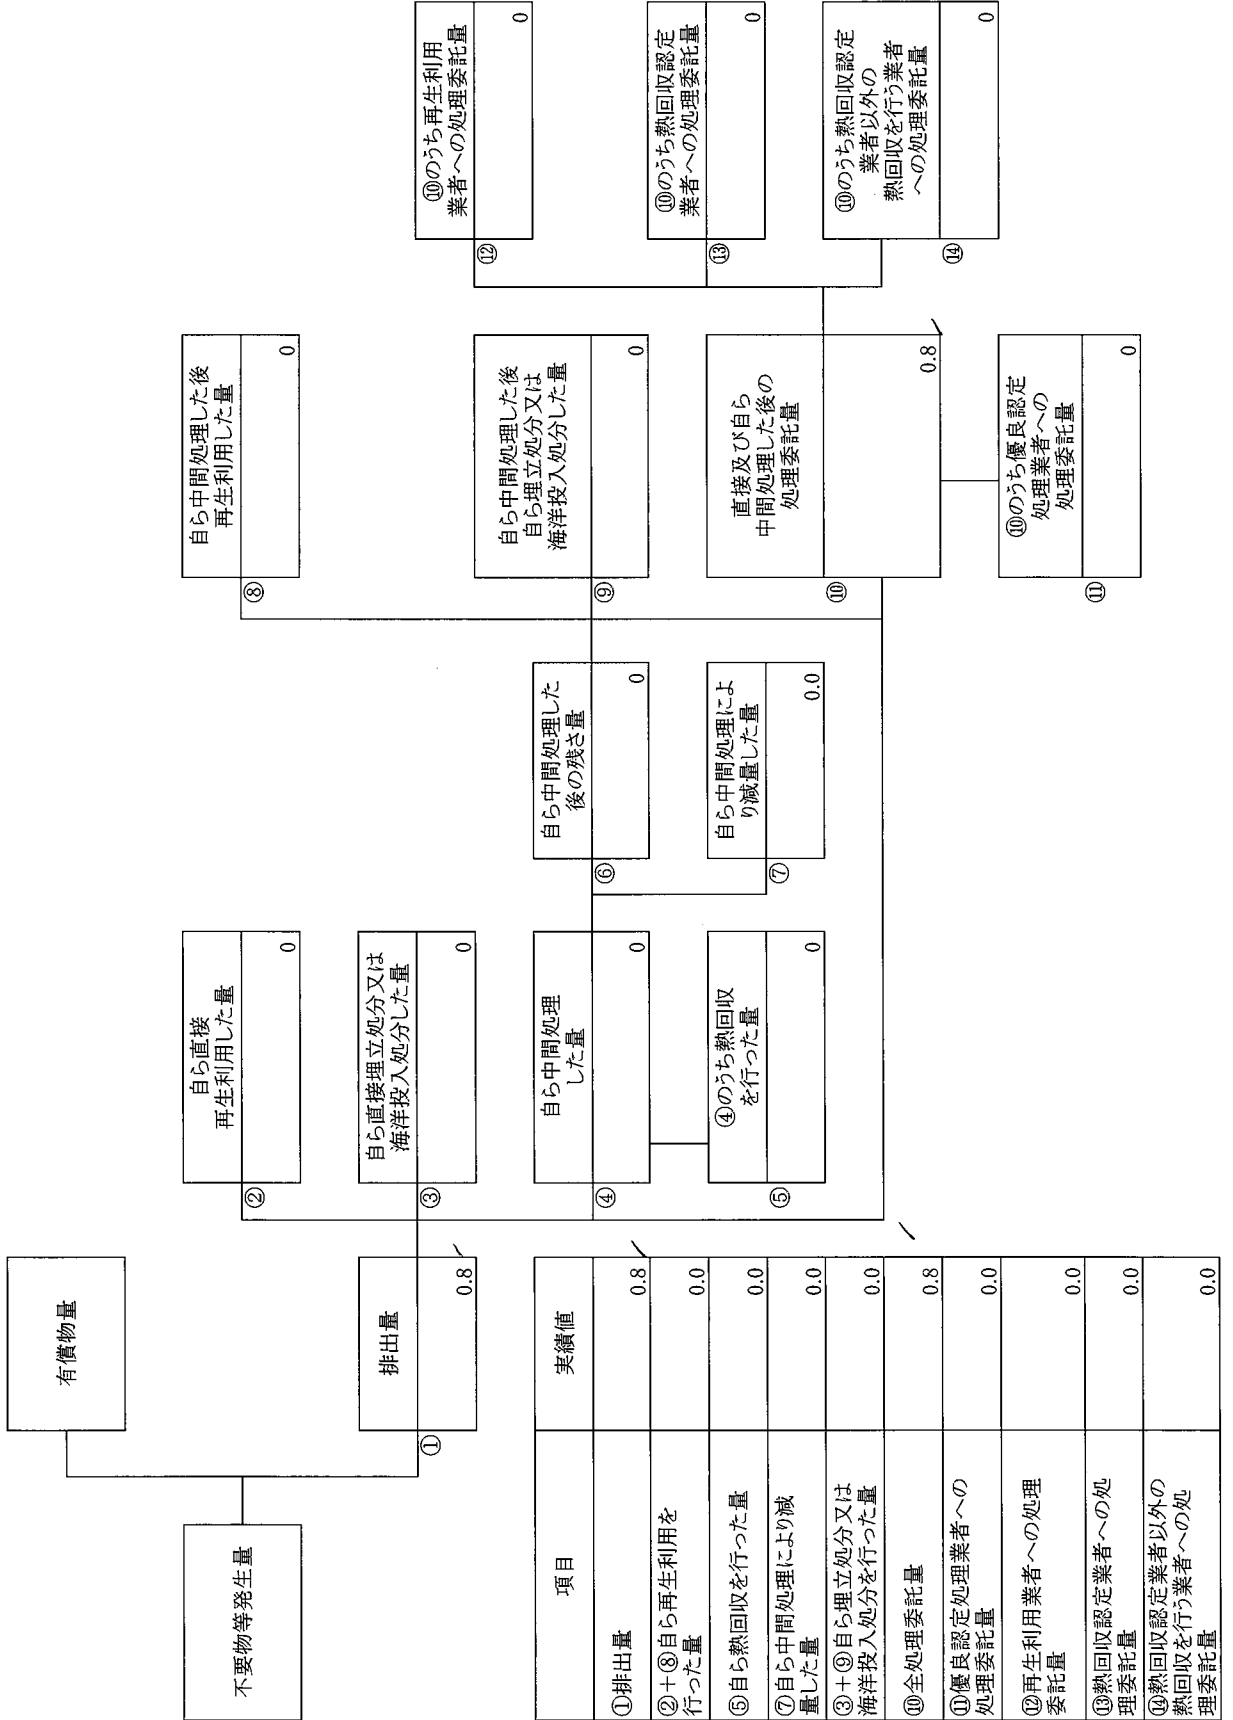 不要物等発生量
有償物量
①
排出量
0.8
②
自ら直接
再生利用した量
0
③
自ら直接埋立処分又は
海洋投入処分した量
0
④
自ら中間処理
した量
0
⑤
④のうち熱回収
を行った量
0
⑥
自ら中間処理した
後の残さ量
0
⑦
自ら中間処理によ
り減量した量
0.0
⑧
自ら中間処理した後
再生利用した量
0
⑨
自ら中間処理した後
自ら埋立処分又は
海洋投入処分した量
0
⑩
直接及び自ら
中間処理した後の
処理委託量
0.8
⑪
⑩のうち優良認定
処理業者への
処理委託量
0
⑫
⑩のうち再生利用
業者への処理委託量
0
⑬
⑩のうち熱回収認定
業者への処理委託量
0
⑭
⑩のうち熱回収認定
業者以外の
熱回収を行う業者
への処理委託量
0
項目 実績値
①排出量 0.8
②+⑧自ら再生利用を
行った量 0.0
⑤自ら熱回収を行った量 0.0
⑦自ら中間処理により減
量した量 0.0
③+⑨自ら埋立処分又は
海洋投入処分を行った量 0.0
⑩全処理委託量 0.8
⑪優良認定処理業者への
処理委託量 0.0
⑫再生利用業者への処理
委託量 0.0
⑬熱回収認定業者への処
理委託量 0.0
⑭熱回収認定業者以外の
熱回収を行う業者への処
理委託量 0.0